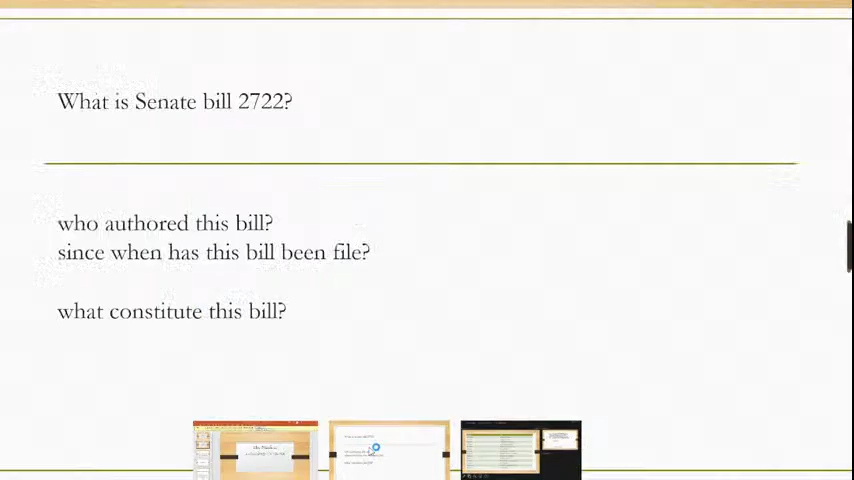 What is Senate bill 2722?
who authored this bill?
since when has this bill been file?
what constitute this bill?